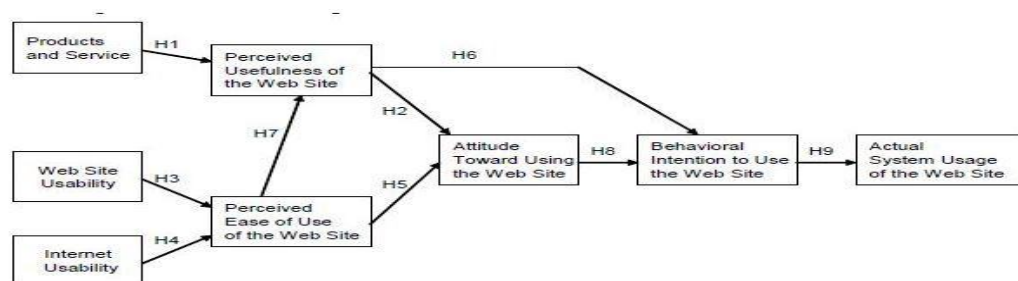 Products
and Service
H1
Perceived
Usefulness of
the Web Site
H6
H2
H7
Attitude
Toward Using
the Web Site
H8
Behavioral
Intention to Use
the Web Site
H9
Actual
System Usage
of the Web Site
Web Site
Usability
H3
H5
Perceived
Ease of Use
of the Web Site
H4
Internet
Usability